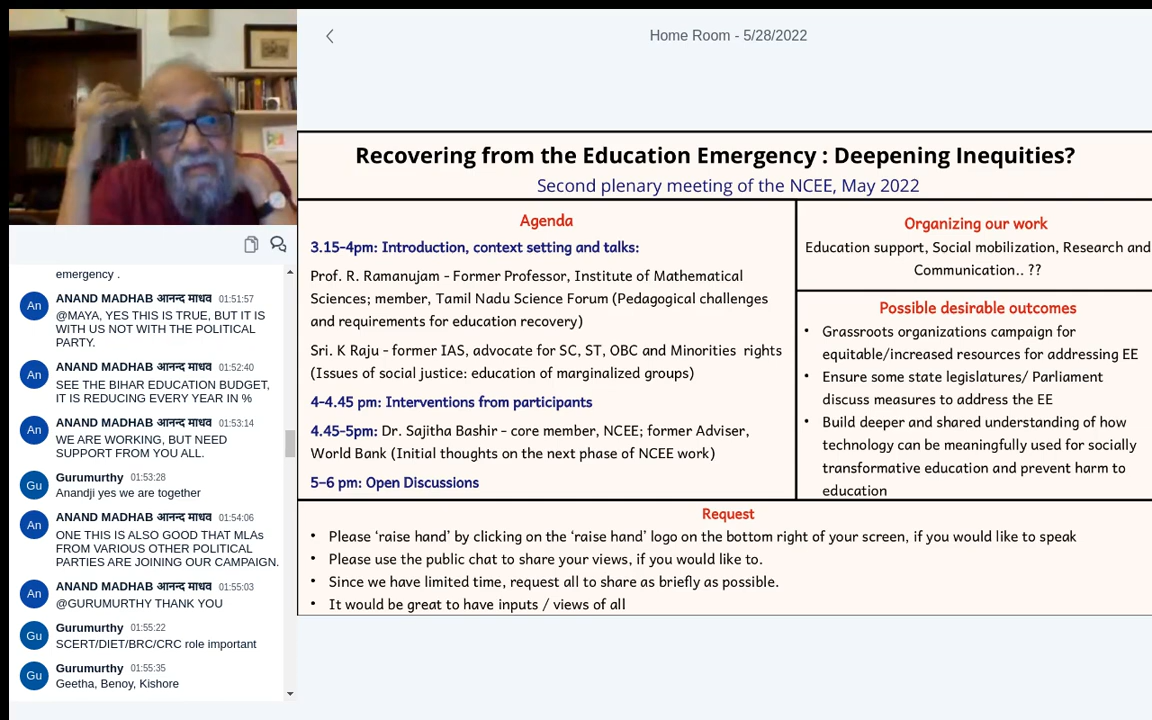 Home Room - 5/28/2022
emergency .
An
ANAND MADHAB आनन्द माधव 01:51:57
@MAYA, YES THIS IS TRUE, BUT IT IS
WITH US NOT WITH THE POLITICAL
PARTY.
An
ANAND MADHAB आनन्द माधव 01:52:40
SEE THE BIHAR EDUCATION BUDGET,
IT IS REDUCING EVERY YEAR IN %
An
ANAND MADHAB आनन्द माधव 01:53:14
WE ARE WORKING, BUT NEED
SUPPORT FROM YOU ALL.
Gu
Gurumurthy 01:53:28
Anandji yes we are together
An
ANAND MADHAB आनन्द माधव 01:54:06
ONE THIS IS ALSO GOOD THAT MLAs
FROM VARIOUS OTHER POLITICAL
PARTIES ARE JOINING OUR CAMPAIGN.
An
ANAND MADHAB आनन्द माधव 01:55:03
@GURUMURTHY THANK YOU
Gu
Gurumurthy 01:55:22
SCERT/DIET/BRC/CRC role important
Gu
Gurumurthy 01:55:35
Geetha, Benoy, Kishore
Recovering from the Education Emergency : Deepening Inequities?
Second plenary meeting of the NCEE, May 2022
Agenda
3.15-4pm: Introduction, context setting and talks:
Prof. R. Ramanujam - Former Professor, Institute of Mathematical
Sciences; member, Tamil Nadu Science Forum (Pedagogical challenges
and requirements for education recovery)
Sri. K Raju - former IAS, advocate for SC, ST, OBC and Minorities rights
(Issues of social justice: education of marginalized groups)
4-4.45 pm: Interventions from participants
4.45-5pm: Dr. Sajitha Bashir - core member, NCEE; former Adviser,
World Bank (Initial thoughts on the next phase of NCEE work)
5-6 pm: Open Discussions
Organizing our work
Education support, Social mobilization, Research and
Communication.. ??
Possible desirable outcomes
• Grassroots organizations campaign for
equitable/increased resources for addressing EE
• Ensure some state legislatures/ Parliament
discuss measures to address the EE
• Build deeper and shared understanding of how
technology can be meaningfully used for socially
transformative education and prevent harm to
education
Request
• Please ‘raise hand’ by clicking on the ‘raise hand’ logo on the bottom right of your screen, if you would like to speak
• Please use the public chat to share your views, if you would like to.
• Since we have limited time, request all to share as briefly as possible.
• It would be great to have inputs / views of all